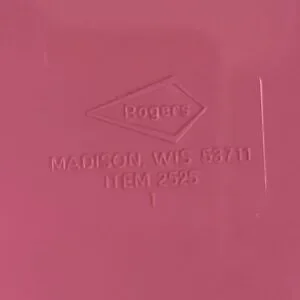 Rogers
MADISON, WIS 53711
ITEM 2525
1